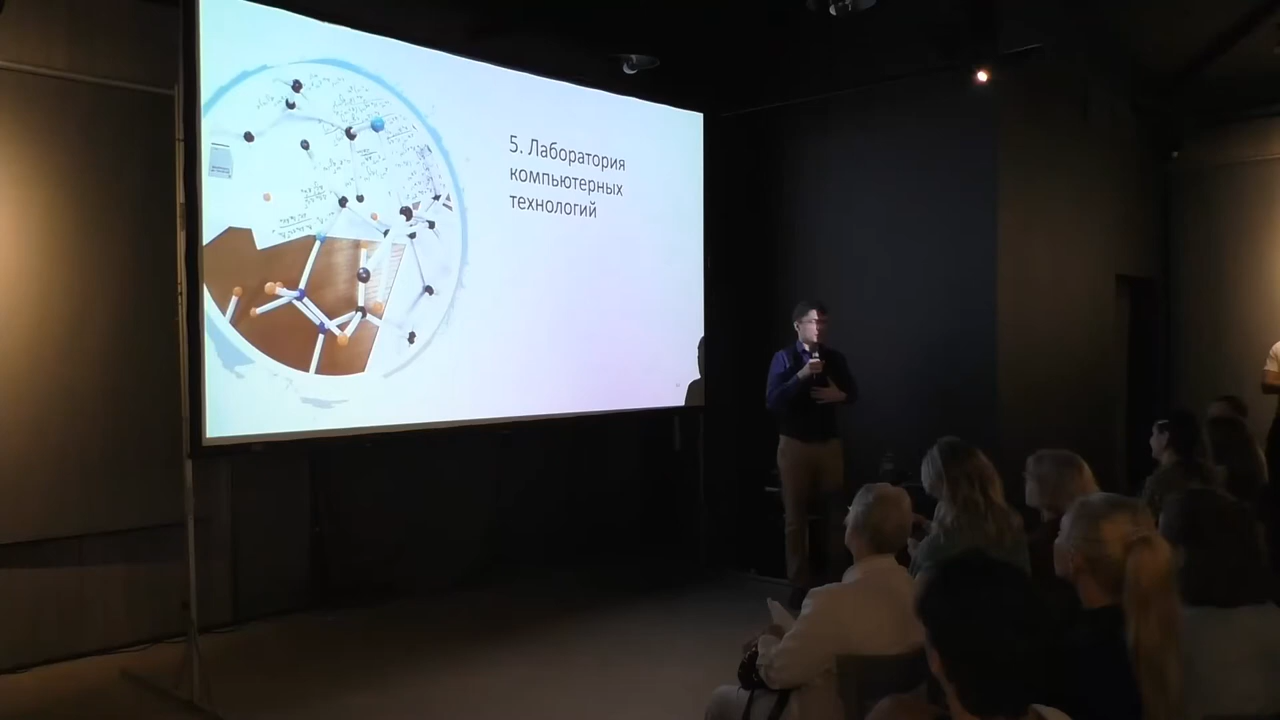 5. Лаборатория
компьютерных
технологий